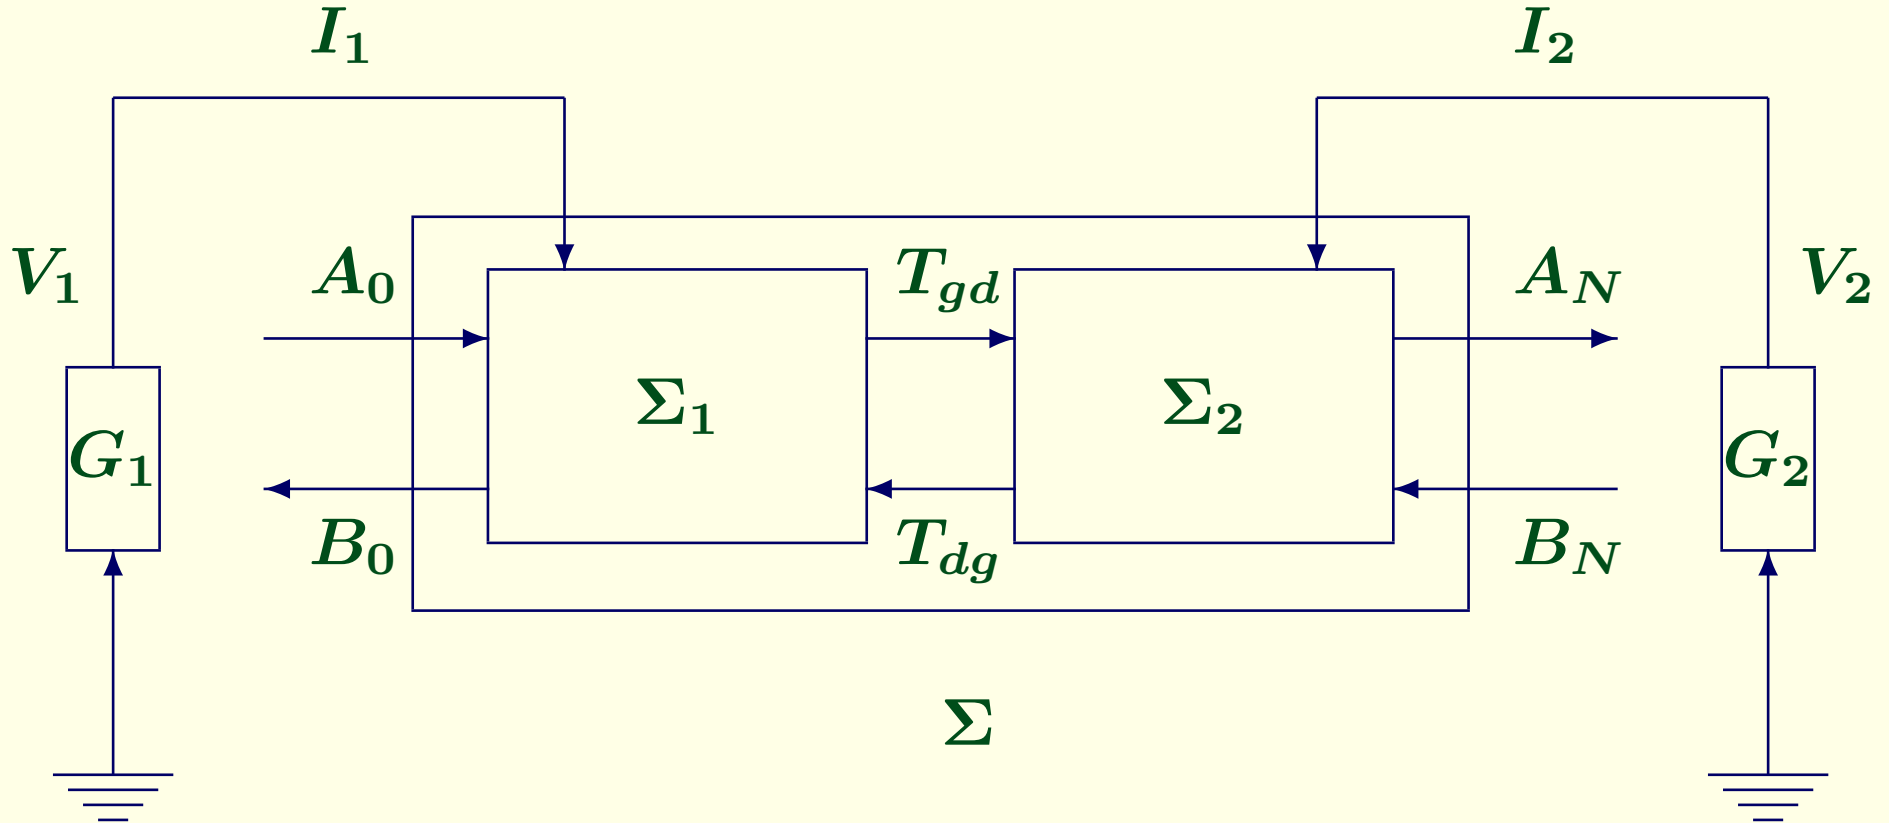 I₁ I₂
V₁ A₀ T_gd A_N V₂
Σ₁ Σ₂
G₁ G₂
B₀ T_dg B_N
Σ